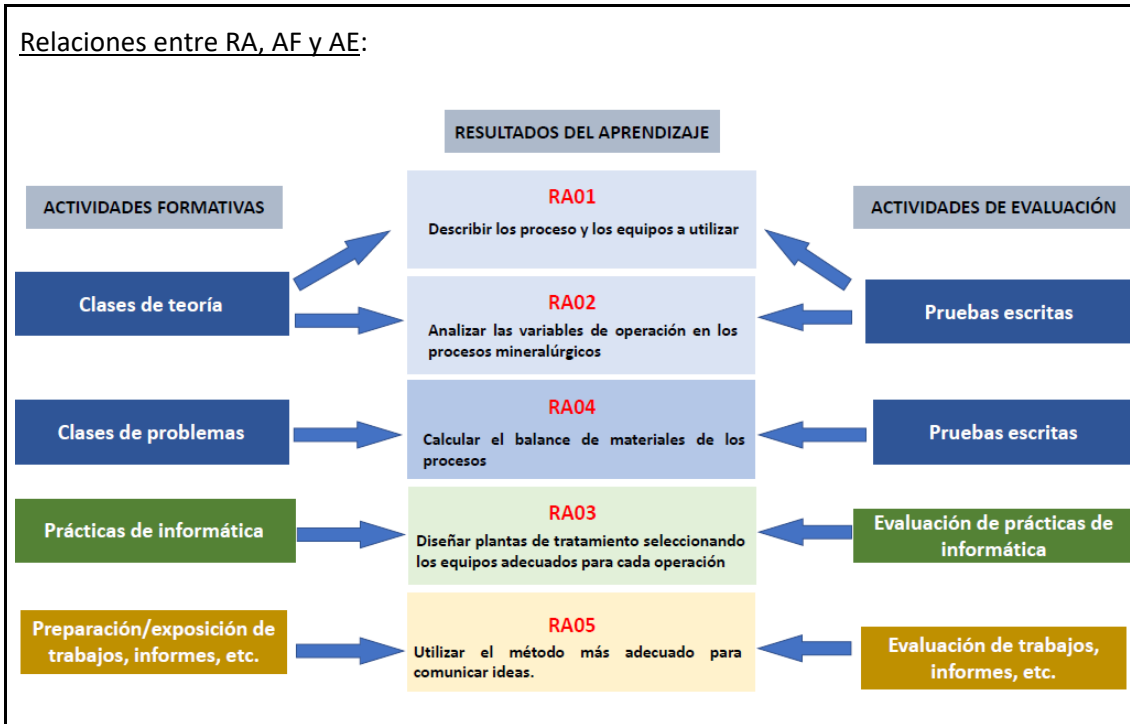 Relaciones entre RA, AF y AE:
RESULTADOS DEL APRENDIZAJE
ACTIVIDADES FORMATIVAS
ACTIVIDADES DE EVALUACIÓN
RA01
Describir los proceso y los equipos a utilizar
Clases de teoría
Pruebas escritas
RA02
Analizar las variables de operación en los
procesos mineralúrgicos
Clases de problemas
RA04
Calcular el balance de materiales de los
procesos
Pruebas escritas
Prácticas de informática
RA03
Diseñar plantas de tratamiento seleccionando
los equipos adecuados para cada operación
Evaluación de prácticas de
informática
Preparación/exposición de
trabajos, informes, etc.
RA05
Utilizar el método más adecuado para
comunicar ideas.
Evaluación de trabajos,
informes, etc.